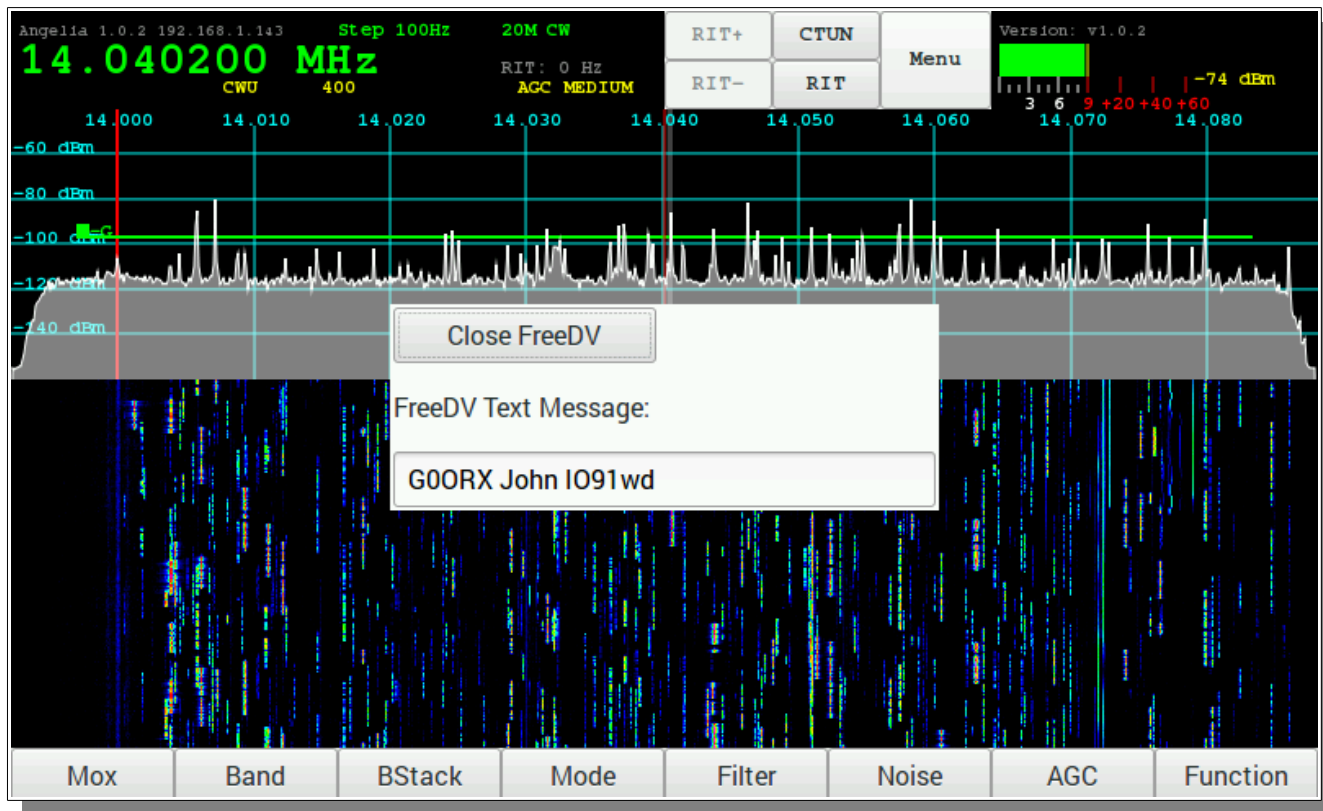 Angelia 1.0.2 192.168.1.143 Step 100Hz 20M CW
14.040200 MHz
RIT: 0 Hz
CWU 400 AGC MEDIUM
RIT+ CTUN Menu
RIT- RIT
Version: v1.0.2
-74 dBm
3 6 9 +20 +40 +60
14.000 14.010 14.020 14.030 14.040 14.050 14.060 14.070 14.080
-60 dBm
-80 dBm
-G
-100 dBm
-120 dBm
-140 dBm
Close FreeDV
FreeDV Text Message:
G0ORX John IO91wd
Mox Band BStack Mode Filter Noise AGC Function